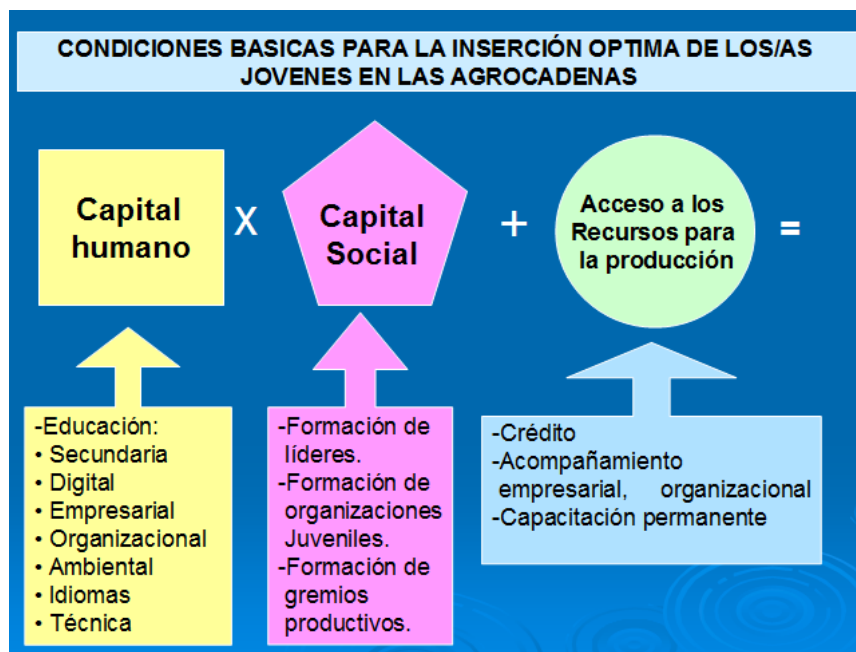 CONDICIONES BASICAS PARA LA INSERCIÓN OPTIMA DE LOS/AS
JOVENES EN LAS AGROCADENAS
Capital
humano
X
Capital
Social
+
Acceso a los
Recursos para
la producción
=
-Educación:
• Secundaria
• Digital
• Empresarial
• Organizacional
• Ambiental
• Idiomas
• Técnica
-Formación de
líderes.
-Formación de
organizaciones
Juveniles.
-Formación de
gremios
productivos.
-Crédito
-Acompañamiento
empresarial, organizacional
-Capacitación permanente